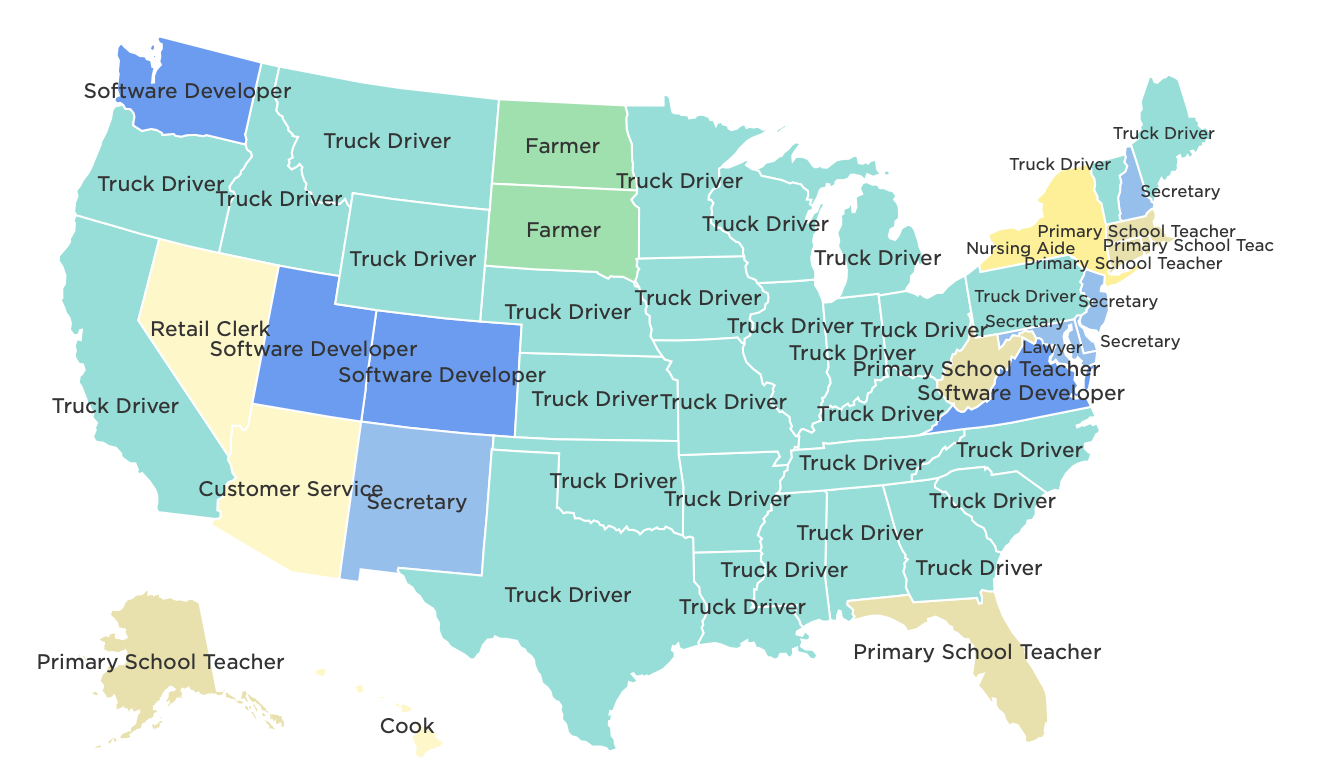 Software Developer
Truck Driver
Farmer
Truck Driver
Truck Driver
Truck Driver
Truck Driver
Secretary
Truck Driver
Truck Driver
Farmer
Primary School Teacher
Primary School Teac
Nursing Aide
Primary School Teacher
Truck Driver
Truck Driver
Truck Driver
Truck Driver
Secretary
Truck Driver
Secretary
Retail Clerk
Truck Driver
Truck Driver
Secretary
Software Developer
Truck Driver
Lawyer
Software Developer
Primary School Teacher
Software Developer
Truck Driver
Truck Driver
Truck Driver
Truck Driver
Truck Driver
Truck Driver
Customer Service
Secretary
Truck Driver
Truck Driver
Truck Driver
Truck Driver
Truck Driver
Truck Driver
Truck Driver
Truck Driver
Primary School Teacher
Primary School Teacher
Cook